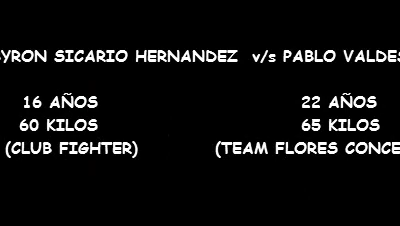 YRON SICARIO HERNANDEZ v/s PABLO VALDES
16 AÑOS 22 AÑOS
60 KILOS 65 KILOS
(CLUB FIGHTER) (TEAM FLORES CONCE